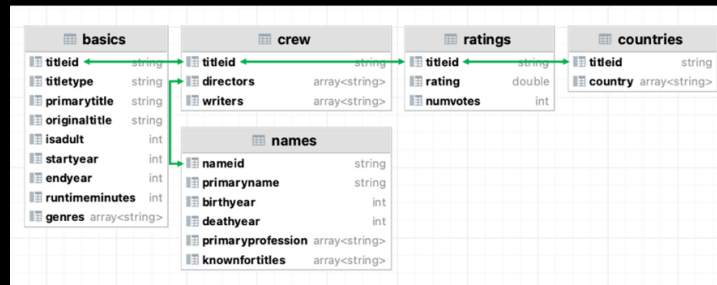 basics
titleid string
titletype string
primarytitle string
originaltitle string
isadult int
startyear int
endyear int
runtimeminutes int
genres array<string>
crew
titleid string
directors array<string>
writers array<string>
names
nameid string
primaryname string
birthyear int
deathyear int
primaryprofession array<string>
knownfortitles array<string>
ratings
titleid string
rating double
numvotes int
countries
titleid string
country array<string>